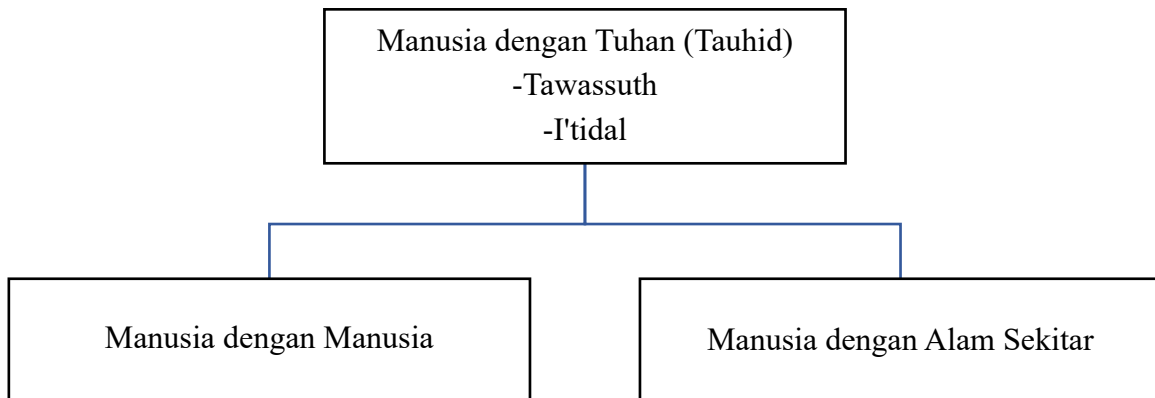 Manusia dengan Tuhan (Tauhid)
-Tawassuth
-I'tidal
Manusia dengan Manusia
Manusia dengan Alam Sekitar